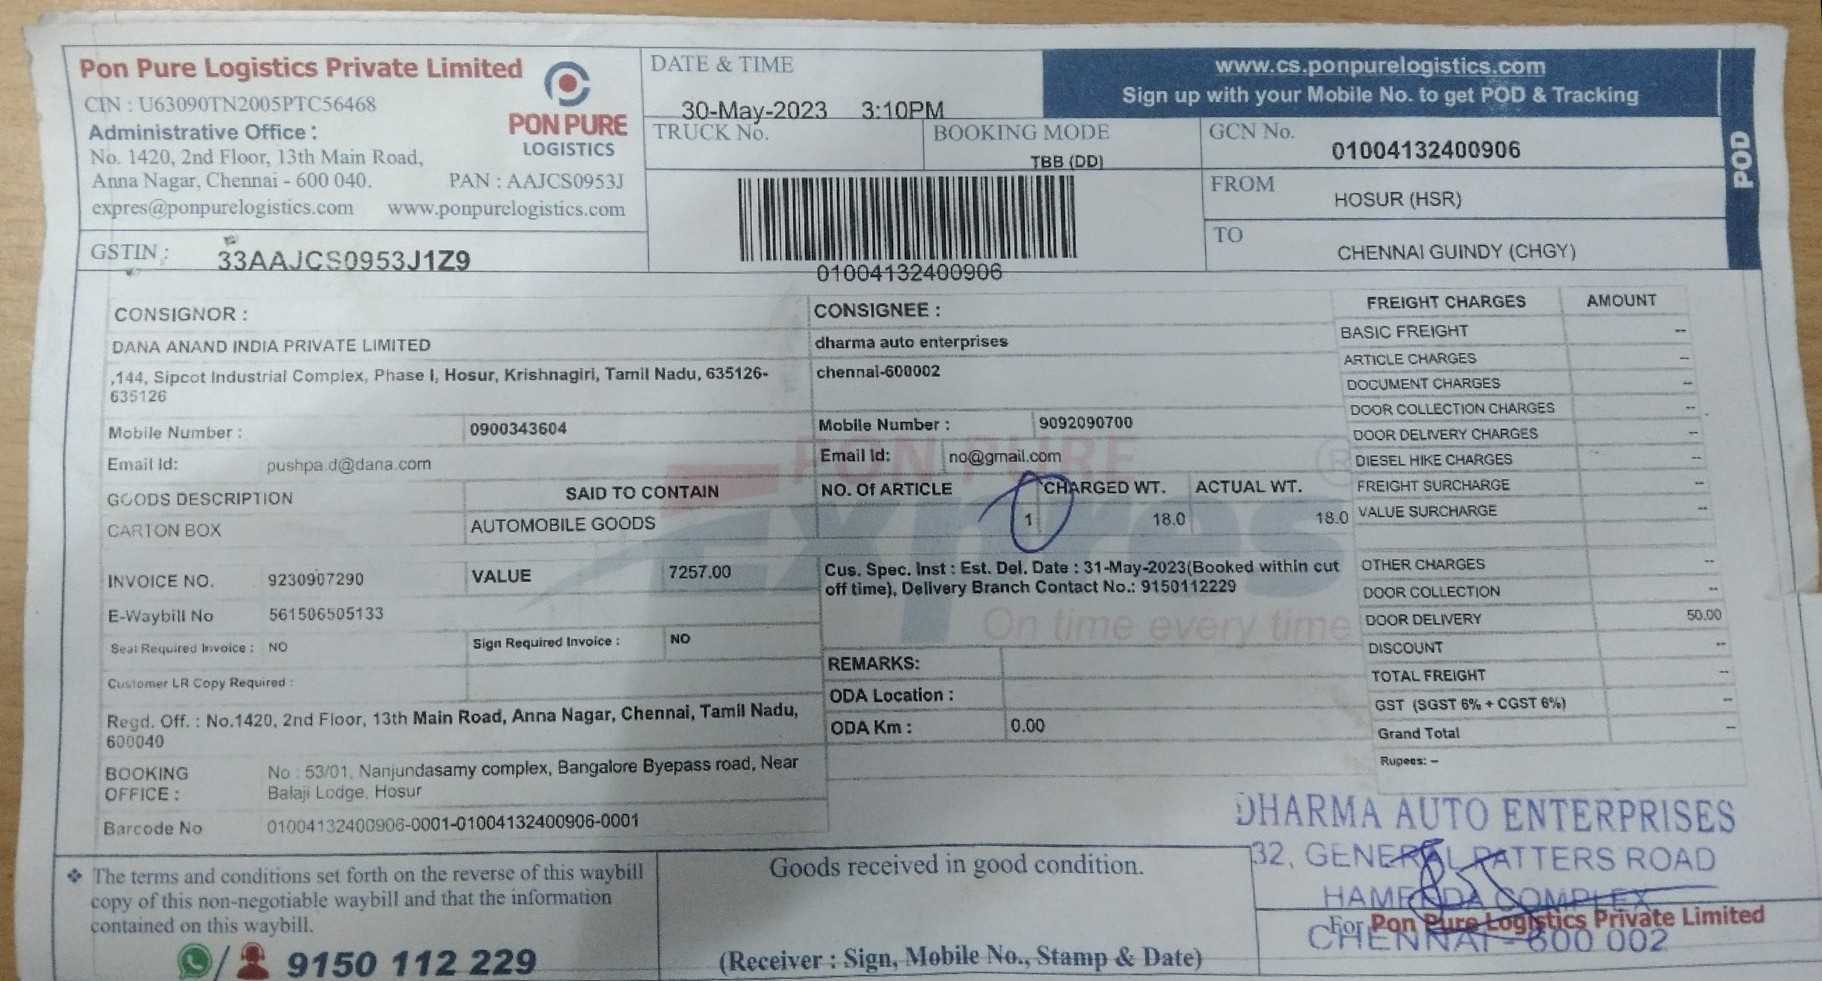 Pon Pure Logistics Private Limited
CIN : U63090TN2005PTC56468
Administrative Office :
No. 1420, 2nd Floor, 13th Main Road,
Anna Nagar, Chennai - 600 040. PAN : AAJCS0953J
expres@ponpurelogistics.com www.ponpurelogistics.com
PON PURE
LOGISTICS
GSTIN : 33AAJCS0953J1Z9
DATE & TIME
30-May-2023 3:10PM
TRUCK No.
BOOKING MODE
TBB (DD)
01004132400906
www.cs.ponpurelogistics.com
Sign up with your Mobile No. to get POD & Tracking
GCN No. 01004132400906
FROM HOSUR (HSR)
TO CHENNAI GUINDY (CHGY)
POD
CONSIGNOR :
DANA ANAND INDIA PRIVATE LIMITED
,144, Sipcot Industrial Complex, Phase I, Hosur, Krishnagiri, Tamil Nadu, 635126-
635126
Mobile Number : 0900343604
Email Id: pushpa.d@dana.com
CONSIGNEE :
dharma auto enterprises
chennai-600002
Mobile Number : 9092090700
Email Id: no@gmail.com
GOODS DESCRIPTION SAID TO CONTAIN NO. Of ARTICLE CHARGED WT. ACTUAL WT.
CARTON BOX AUTOMOBILE GOODS 1 18.0 18.0
INVOICE NO. 9230907290 VALUE 7257.00
E-Waybill No 561506505133
Seal Required Invoice : NO Sign Required Invoice : NO
Customer LR Copy Required :
Cus. Spec. Inst : Est. Del. Date : 31-May-2023(Booked within cut
off time), Delivery Branch Contact No.: 9150112229
REMARKS:
ODA Location :
ODA Km : 0.00
PON PURE
Expres
On time every time
®
Regd. Off. : No.1420, 2nd Floor, 13th Main Road, Anna Nagar, Chennai, Tamil Nadu,
600040
BOOKING No : 53/01, Nanjundasamy complex, Bangalore Byepass road, Near
OFFICE : Balaji Lodge, Hosur
Barcode No 01004132400906-0001-01004132400906-0001
FREIGHT CHARGES AMOUNT
BASIC FREIGHT --
ARTICLE CHARGES --
DOCUMENT CHARGES --
DOOR COLLECTION CHARGES --
DOOR DELIVERY CHARGES --
DIESEL HIKE CHARGES --
FREIGHT SURCHARGE --
VALUE SURCHARGE --
OTHER CHARGES --
DOOR COLLECTION --
DOOR DELIVERY 50.00
DISCOUNT --
TOTAL FREIGHT --
GST (SGST 6% + CGST 6%) --
Grand Total --
Rupees: --
❖ The terms and conditions set forth on the reverse of this waybill
copy of this non-negotiable waybill and that the information
contained on this waybill.
/ 9150 112 229
Goods received in good condition.
(Receiver : Sign, Mobile No., Stamp & Date)
DHARMA AUTO ENTERPRISES
32, GENERAL PATTERS ROAD
COMPLEX
For Pon Pure Logistics Private Limited
CHENNAI - 600 002